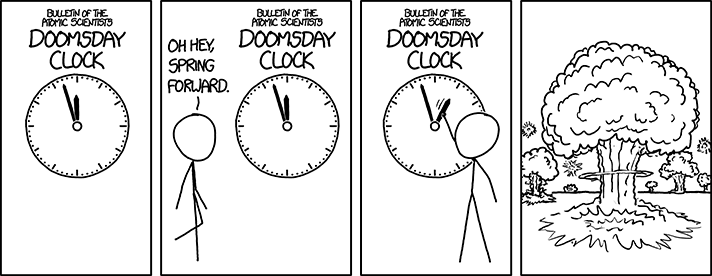 BULLETIN OF THE
ATOMIC SCIENTISTS
DOOMSDAY
CLOCK
OH HEY,
SPRING
FORWARD.
BULLETIN OF THE
ATOMIC SCIENTISTS
DOOMSDAY
CLOCK
BULLETIN OF THE
ATOMIC SCIENTISTS
DOOMSDAY
CLOCK